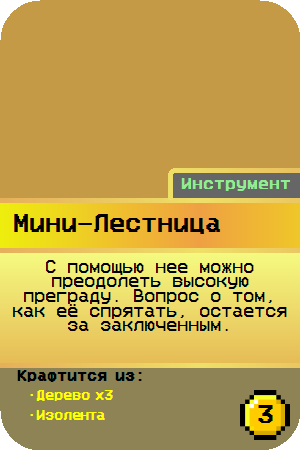 Инструмент
Мини-Лестница
С помощью нее можно
преодолеть высокую
преграду. Вопрос о том,
как её спрятать, остается
за заключенным.
Крафтится из:
·Дерево x3
·Изолента
3